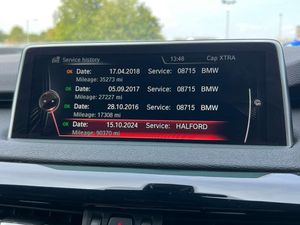 Service history 13:48 Cap XTRA
OK Date: 17.04.2018 Service: 08715 BMW
Mileage: 35273 mi
OK Date: 05.09.2017 Service: 08715 BMW
Mileage: 27227 mi
OK Date: 28.10.2016 Service: 08715 BMW
Mileage: 17308 mi
OK Date: 15.10.2024 Service: HALFORD
Mileage: 90370 mi